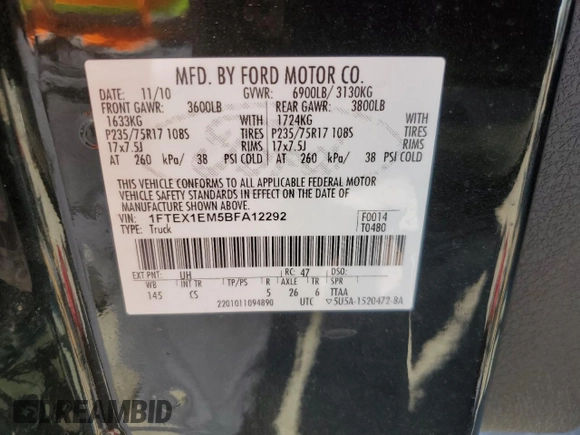 MFD. BY FORD MOTOR CO.
DATE: 11/10 GVWR: 6900LB/ 3130KG
FRONT GAWR: 3600LB REAR GAWR: 3800LB
1633KG WITH 1724KG WITH
P235/75R17 108S TIRES P235/75R17 108S TIRES
17x7.5J RIMS 17x7.5J RIMS
AT 260 kPa/ 38 PSI COLD AT 260 kPa/ 38 PSI COLD
THIS VEHICLE CONFORMS TO ALL APPLICABLE FEDERAL MOTOR
VEHICLE SAFETY STANDARDS IN EFFECT ON THE DATE OF
MANUFACTURE SHOWN ABOVE.
VIN: 1FTEX1EM5BFA12292 F0014
TYPE: Truck T0480
EXT PNT: UH RC: 47 DSO:
WB INT TR TP/PS R AXLE TR SPR
145 CS 5 26 6 TTAA
2201011094890 UTC ▽5U5A-1520472-BA
DREAMBID